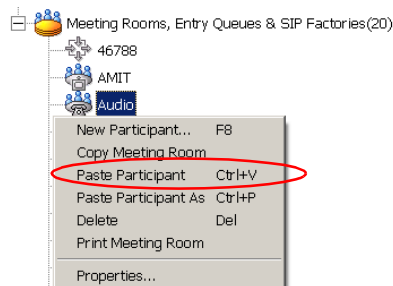 Meeting Rooms, Entry Queues & SIP Factories(20)
46788
AMIT
Audio
New Participant... F8
Copy Meeting Room
Paste Participant Ctrl+V
Paste Participant As Ctrl+P
Delete Del
Print Meeting Room
Properties...